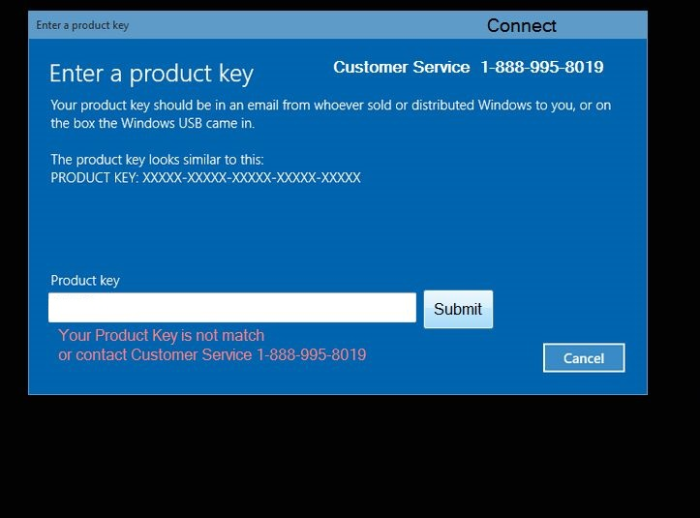 Enter a product key
Connect
Enter a product key
Customer Service 1-888-995-8019
Your product key should be in an email from whoever sold or distributed Windows to you, or on
the box the Windows USB came in.
The product key looks similar to this:
PRODUCT KEY: XXXXX-XXXXX-XXXXX-XXXXX-XXXXX
Product key
Submit
Your Product Key is not match
or contact Customer Service 1-888-995-8019
Cancel